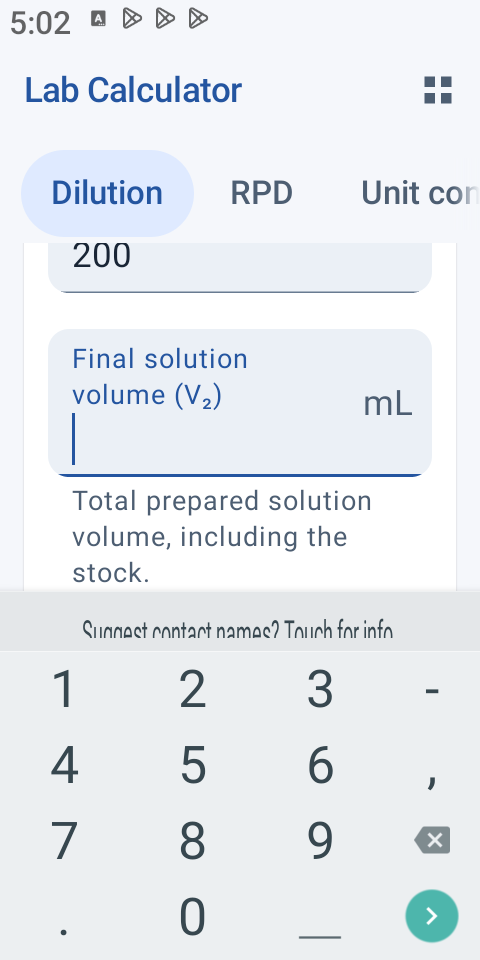 5:02
Lab Calculator
Dilution RPD Unit con
200
Final solution
volume (V₂)
mL
Total prepared solution
volume, including the
stock.
Suggest contact names? Touch for info.
1 2 3 -
4 5 6 ,
7 8 9
. 0